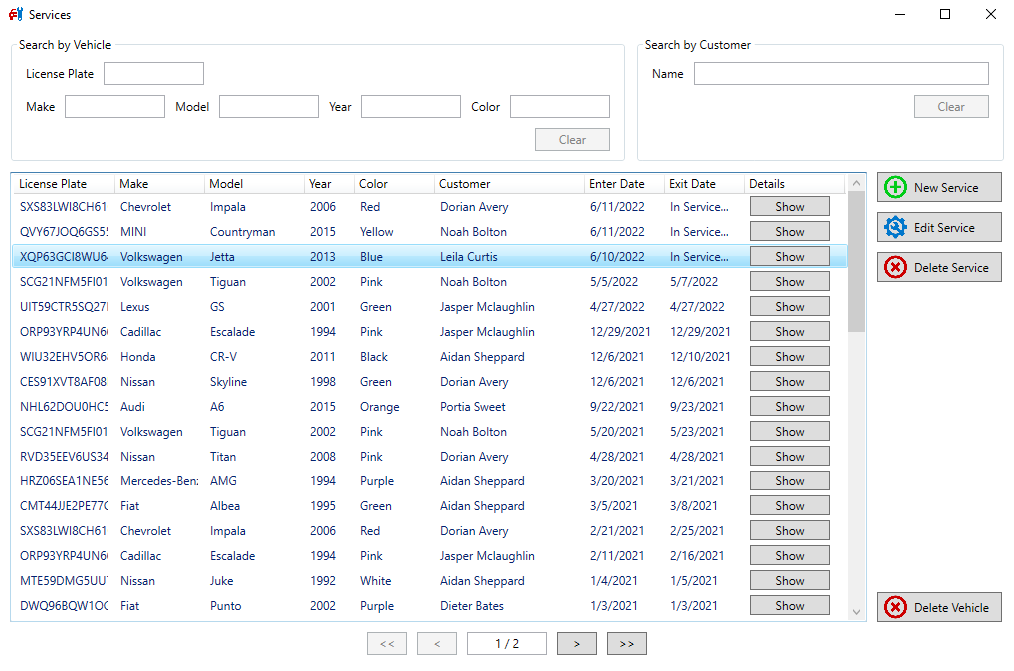 Services
Search by Vehicle
License Plate
Make Model Year Color
Clear
Search by Customer
Name
Clear
License Plate Make Model Year Color Customer Enter Date Exit Date Details
SXS83LWI8CH61 Chevrolet Impala 2006 Red Dorian Avery 6/11/2022 In Service... Show
QVY67JOQ6GS55 MINI Countryman 2015 Yellow Noah Bolton 6/11/2022 In Service... Show
XQP63GCI8WU6 Volkswagen Jetta 2013 Blue Leila Curtis 6/10/2022 In Service... Show
SCG21NFM5FI01 Volkswagen Tiguan 2002 Pink Noah Bolton 5/5/2022 5/7/2022 Show
UIT59CTR5SQ27 Lexus GS 2001 Green Jasper Mclaughlin 4/27/2022 4/27/2022 Show
ORP93YRP4UN6 Cadillac Escalade 1994 Pink Jasper Mclaughlin 12/29/2021 12/29/2021 Show
WIU32EHV5OR6 Honda CR-V 2011 Black Aidan Sheppard 12/6/2021 12/10/2021 Show
CES91XVT8AF08 Nissan Skyline 1998 Green Dorian Avery 12/6/2021 12/6/2021 Show
NHL62DOU0HC5 Audi A6 2015 Orange Portia Sweet 9/22/2021 9/23/2021 Show
SCG21NFM5FI01 Volkswagen Tiguan 2002 Pink Noah Bolton 5/20/2021 5/23/2021 Show
RVD35EEV6US34 Nissan Titan 2008 Pink Dorian Avery 4/28/2021 4/28/2021 Show
HRZ06SEA1NE56 Mercedes-Benz AMG 1994 Purple Aidan Sheppard 3/20/2021 3/21/2021 Show
CMT44JJE2PE77C Fiat Albea 1995 Green Aidan Sheppard 3/5/2021 3/8/2021 Show
SXS83LWI8CH61 Chevrolet Impala 2006 Red Dorian Avery 2/21/2021 2/25/2021 Show
ORP93YRP4UN6 Cadillac Escalade 1994 Pink Jasper Mclaughlin 2/11/2021 2/16/2021 Show
MTE59DMG5UU Nissan Juke 1992 White Aidan Sheppard 1/4/2021 1/5/2021 Show
DWQ96BQW1OC Fiat Punto 2002 Purple Dieter Bates 1/3/2021 1/3/2021 Show
New Service
Edit Service
Delete Service
Delete Vehicle
<< < 1 / 2 > >>